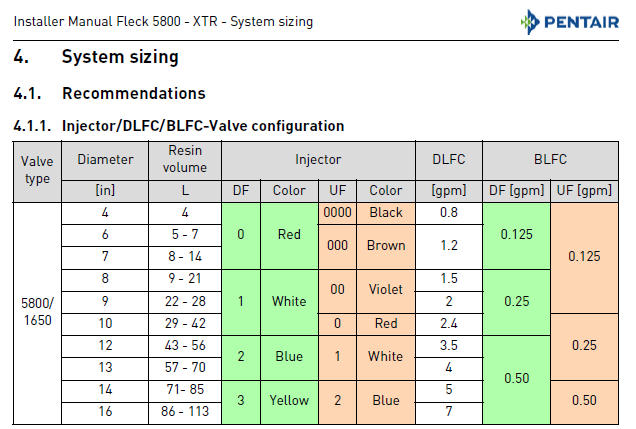 Installer Manual Fleck 5800 - XTR - System sizing
PENTAIR
4. System sizing
4.1. Recommendations
4.1.1. Injector/DLFC/BLFC-Valve configuration
Valve type Diameter Resin volume Injector DLFC BLFC
[in] L DF Color UF Color [gpm] DF [gpm] UF [gpm]
5800/1650 4 4 0 Red 0000 Black 0.8 0.125 0.125
6 5 - 7 000 Brown 1.2
7 8 - 14
8 9 - 21 1 White 00 Violet 1.5 0.25
9 22 - 28 2
10 29 - 42 0 Red 2.4 0.25
12 43 - 56 2 Blue 1 White 3.5 0.50
13 57 - 70 4
14 71- 85 3 Yellow 2 Blue 5 0.50
16 86 - 113 7